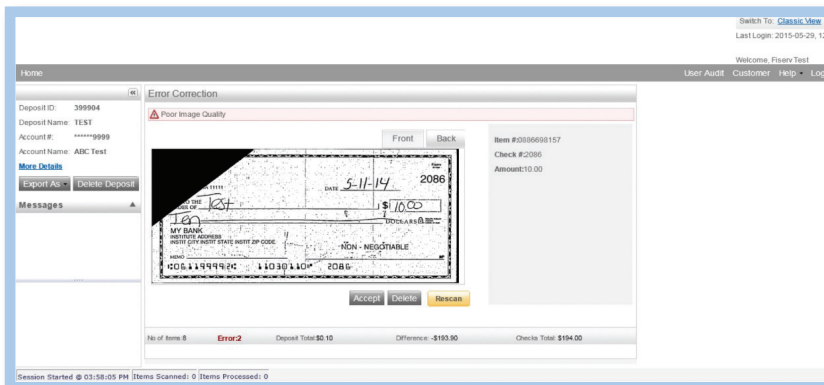 Switch To: Classic View
Last Login: 2015-05-29, 12
Welcome, Fiserv Test
Home
User Audit Customer Help Log
Deposit ID: 399904
Deposit Name: TEST
Account#: ******9999
Account Name: ABC Test
More Details
Export As Delete Deposit
Messages
Error Correction
Poor Image Quality
Front Back
2086
11111
DATE 5-11-14
TO THE
Test
$ 10.00
Ten
DOLLARS
MY BANK
INSTITUTE ADDRESS
INSTIT CITY INSTIT STATE INSTIT ZIP CODE
NON - NEGOTIABLE
MEMO
2086
Item #:0886698157
Check #:2086
Amount:10.00
Accept Delete Rescan
No of Items:8 Error:2 Deposit Total:$0.10 Difference: -$193.90 Checks Total: $194.00
Session Started @ 03:58:05 PM Items Scanned: 0 Items Processed: 0